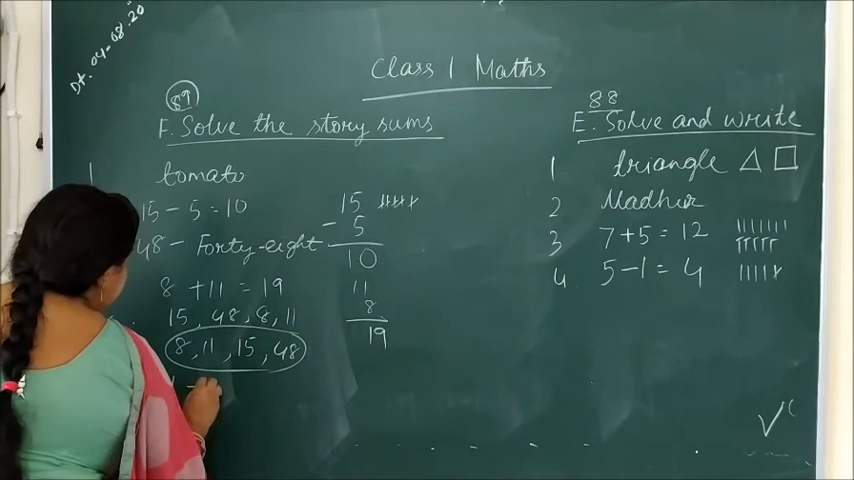 Dt. 04-08.20
Class 1 Maths
89
F. Solve the story sums
1 tomato
15 - 5 = 10
48 - Forty-eight
8 + 11 = 19
15, 48, 8, 11
8, 11, 15, 48
15
- 5
10
11
8
19
88
E. Solve and write
1 triangle
2 Madhur
3 7+5 = 12
4. 5-1 = 4